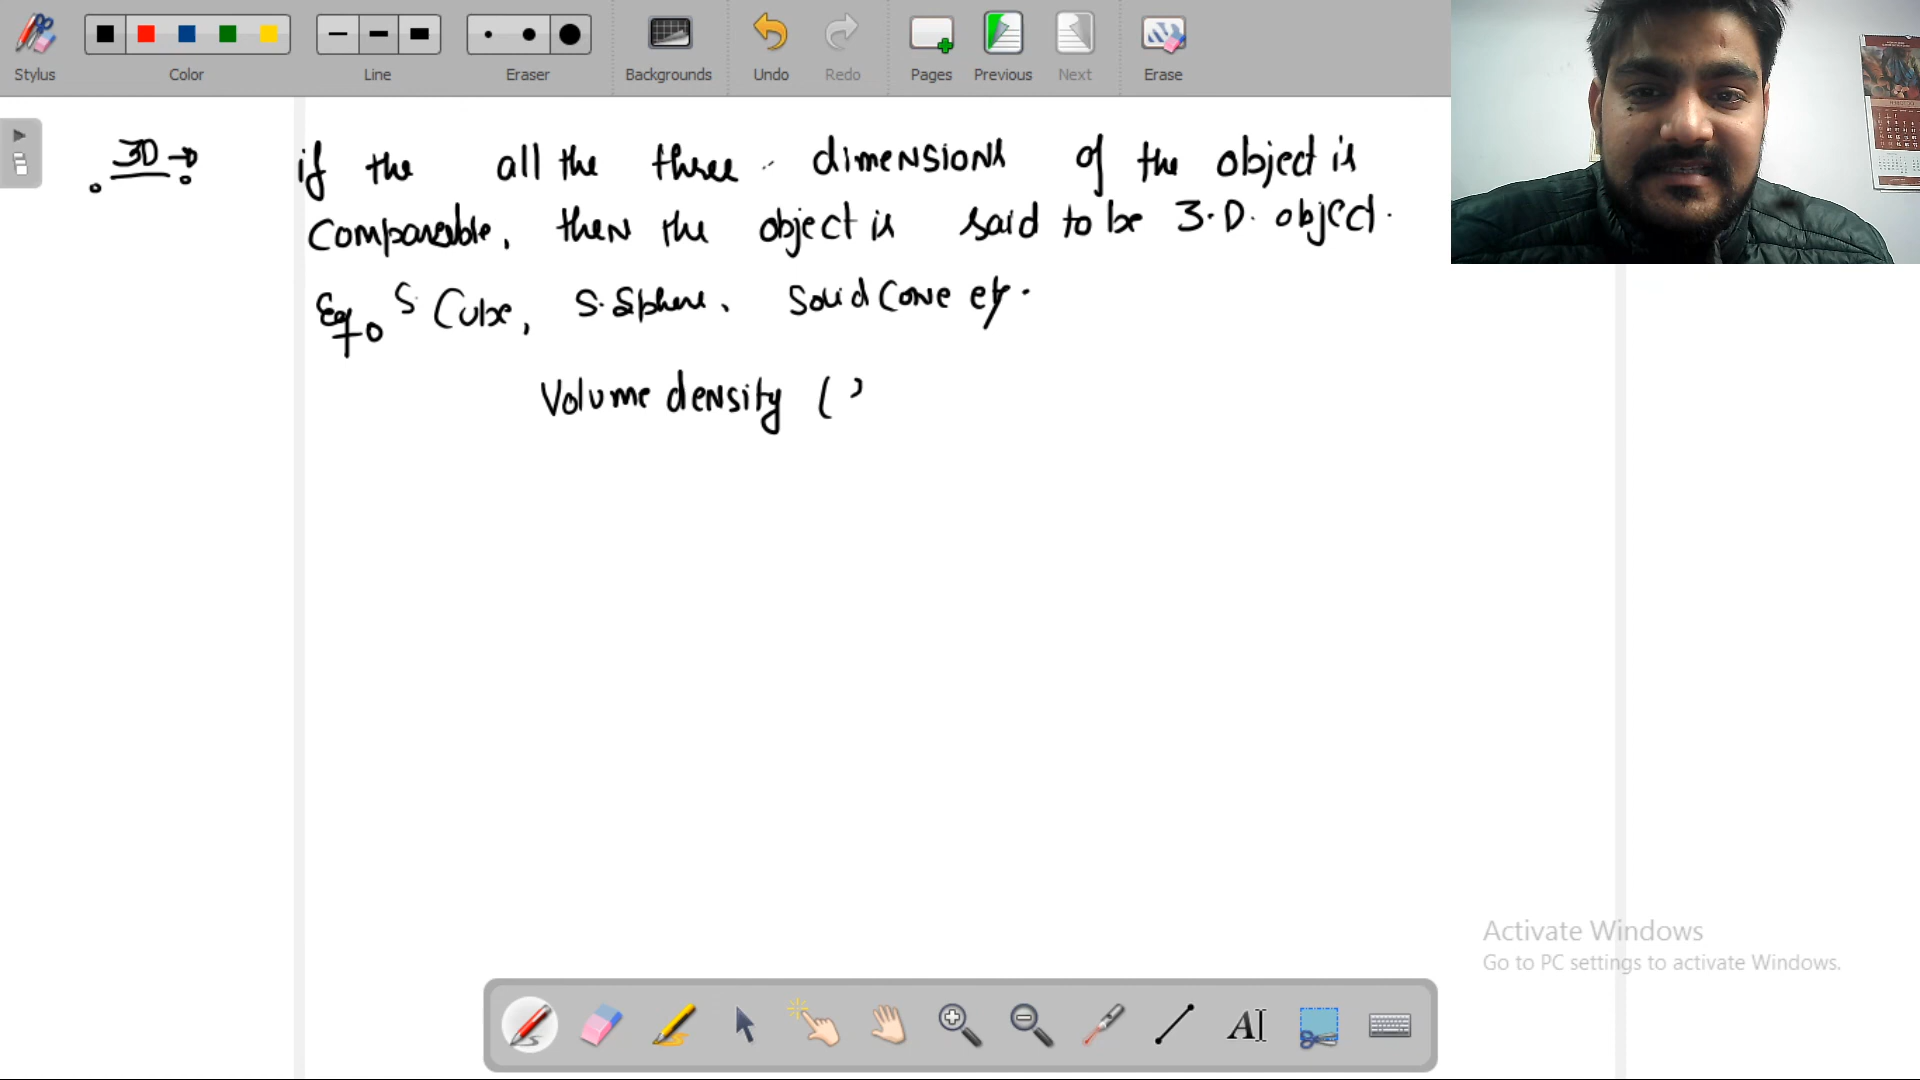 Stylus Color Line Eraser Backgrounds Undo Redo Pages Previous Next Erase
3D → if the all the three dimensions of the object is
Comparable, then the object is said to be 3.D. object.
Eg S Cube, S. Sphere, Solid Cone etc.
Volume density (
Activate Windows
Go to PC settings to activate Windows.